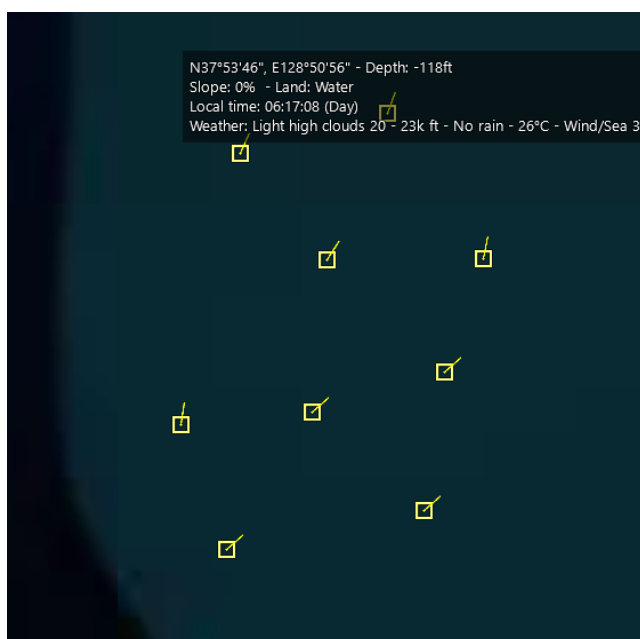 N37°53'46", E128°50'56" - Depth: -118ft
Slope: 0%  - Land: Water
Local time: 06:17:08 (Day)
Weather: Light high clouds 20 - 23k ft - No rain - 26°C - Wind/Sea 3